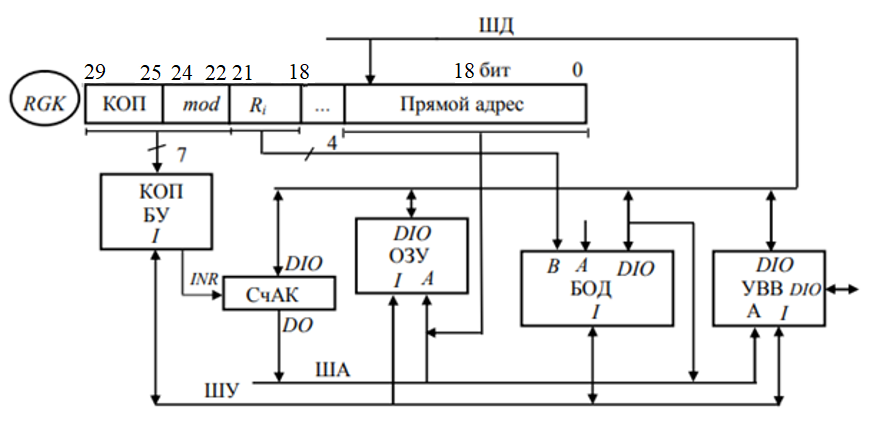 ШД
29 25 24 22 21 18 18 бит 0
RGK КОП mod Ri ... Прямой адрес
7 4
КОП
БУ
I
INR
DIO
СчАК
DO
DIO
ОЗУ
I A
B A DIO
БОД
I
DIO
УВВ DIO
А I
ША
ШУ